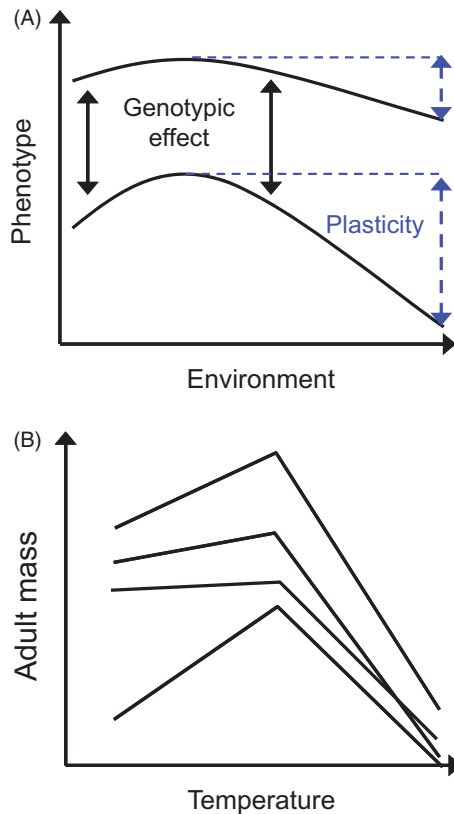 (A)
Genotypic
effect
Plasticity
Phenotype
Environment
(B)
Adult mass
Temperature